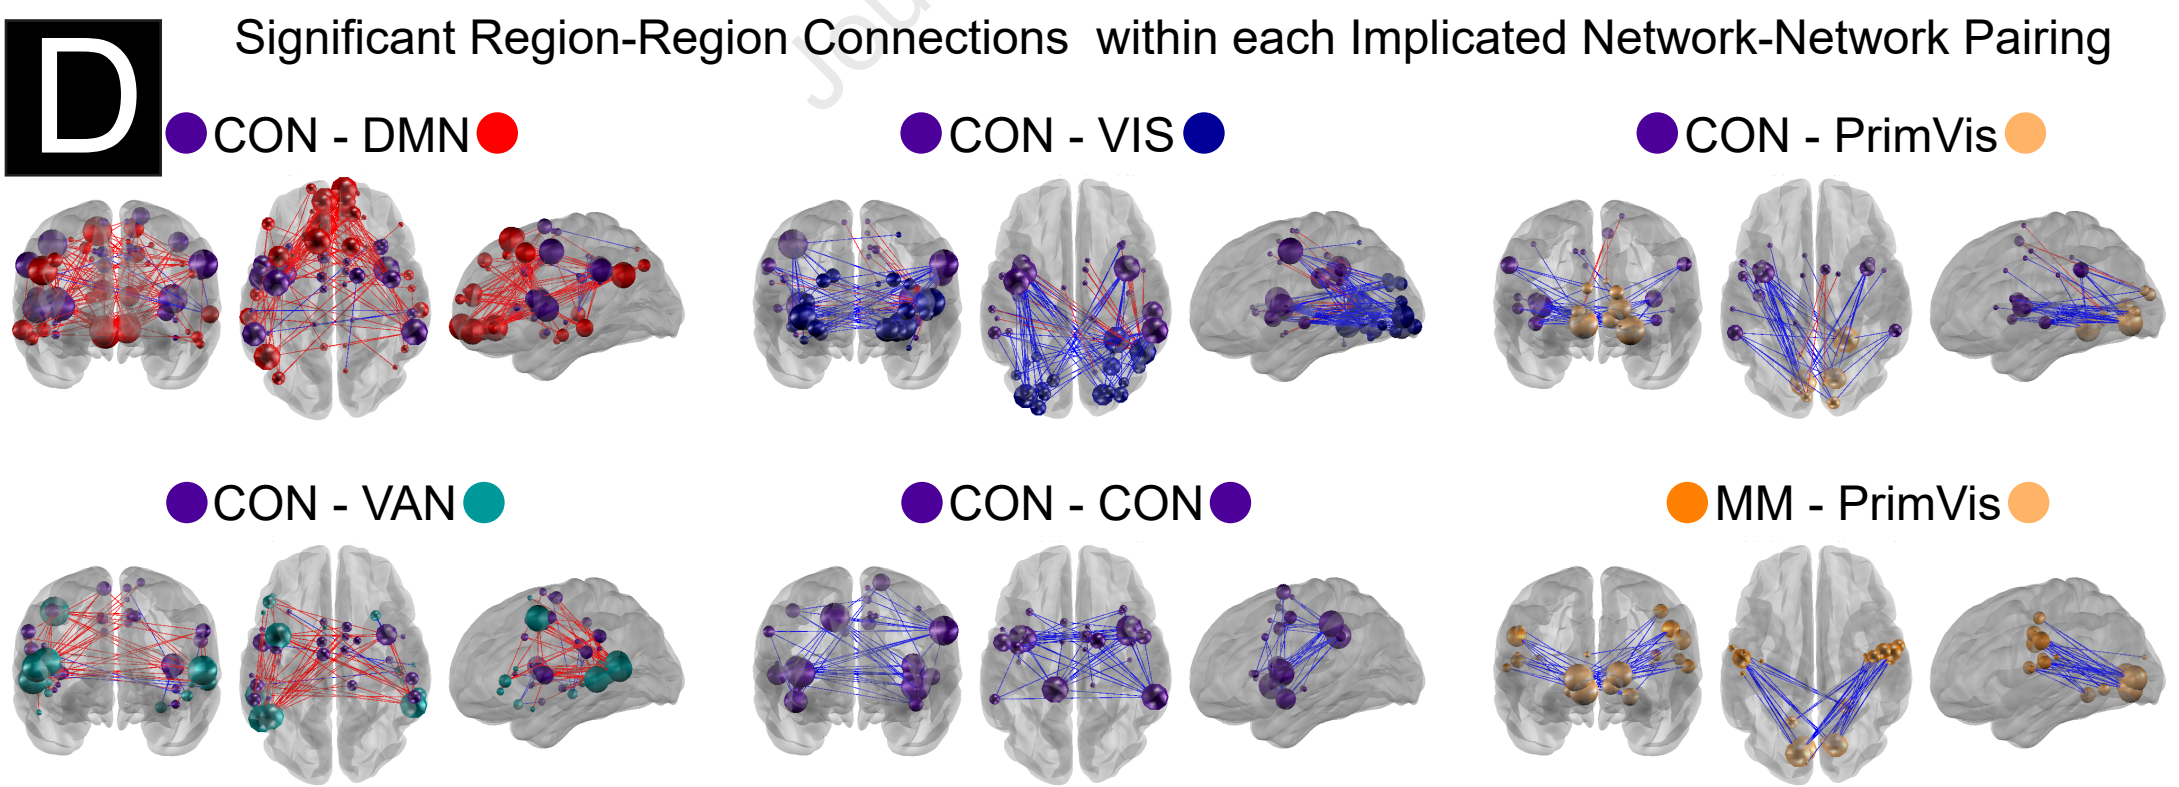 D
Significant Region-Region Connections within each Implicated Network-Network Pairing
Jou
CON - DMN
CON - VIS
CON - PrimVis
CON - VAN
CON - CON
MM - PrimVis